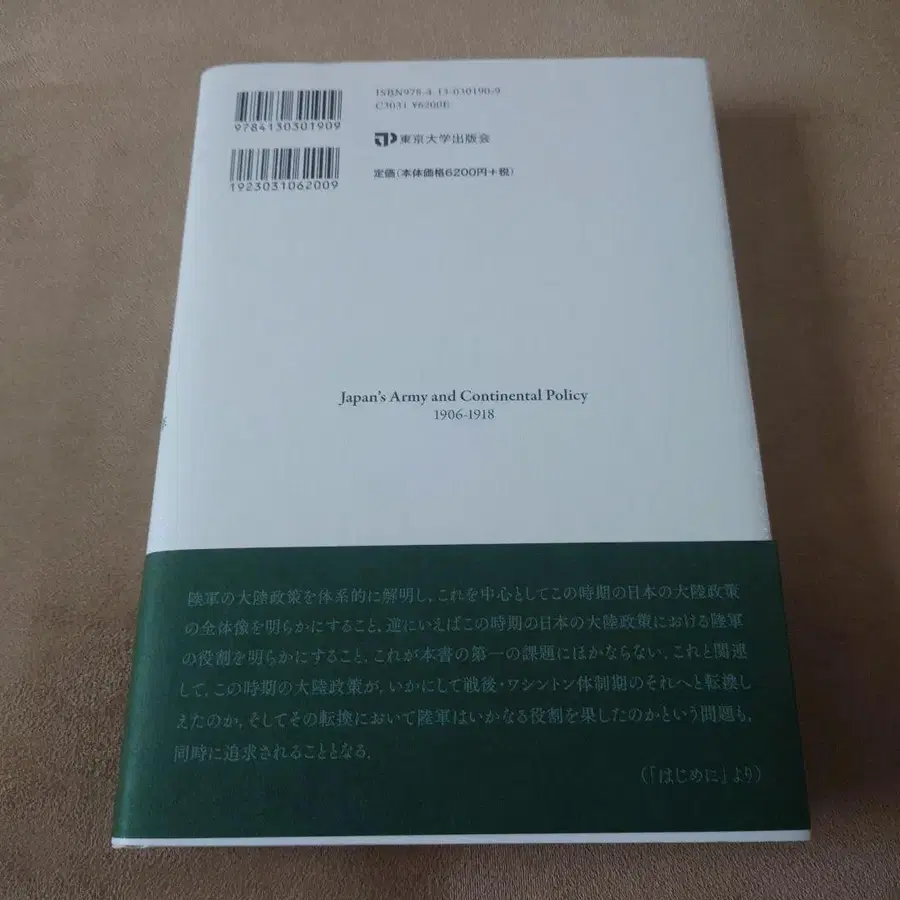 ISBN978-4-13-030190-9
C3031 ¥6200E
9784130301909
東京大学出版会
1923031062009
定価(本体価格6200円+税)
Japan's Army and Continental Policy
1906-1918
陸軍の大陸政策を体系的に解明し,これを中心としてこの時期の日本の大陸政策
の全体像を明らかにすること,逆にいえばこの時期の日本の大陸政策における陸軍
の役割を明らかにすること,これが本書の第一の課題にほかならない.これと関連
して,この時期の大陸政策が,いかにして戦後・ワシントン体制期のそれへと転換し
えたのか,そしてその転換において陸軍はいかなる役割を果したのかという問題も,
同時に追求されることとなる.
(「はじめに」より)